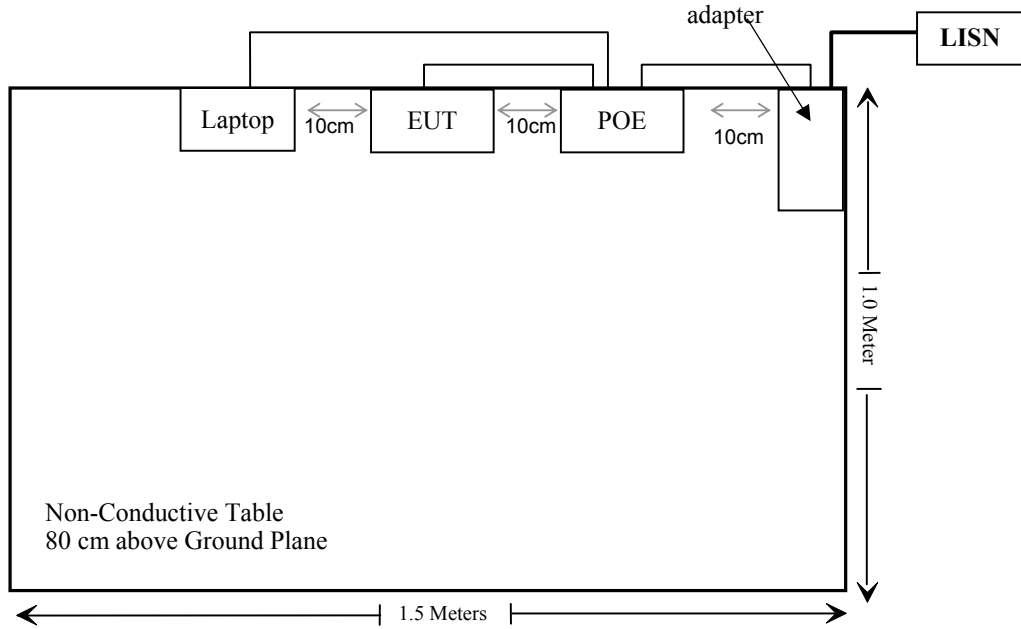 adapter
LISN
Laptop
EUT
POE
10cm
10cm
10cm
1.0 Meter
Non-Conductive Table
80 cm above Ground Plane
1.5 Meters